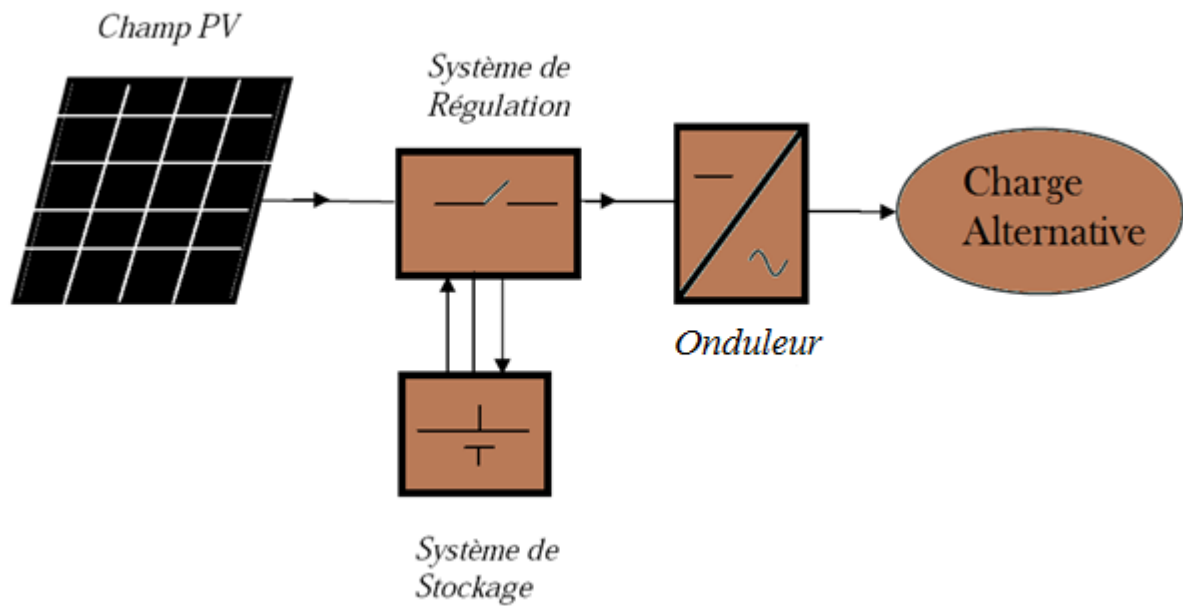 Champ PV
Système de
Régulation
Charge
Alternative
Onduleur
Système de
Stockage